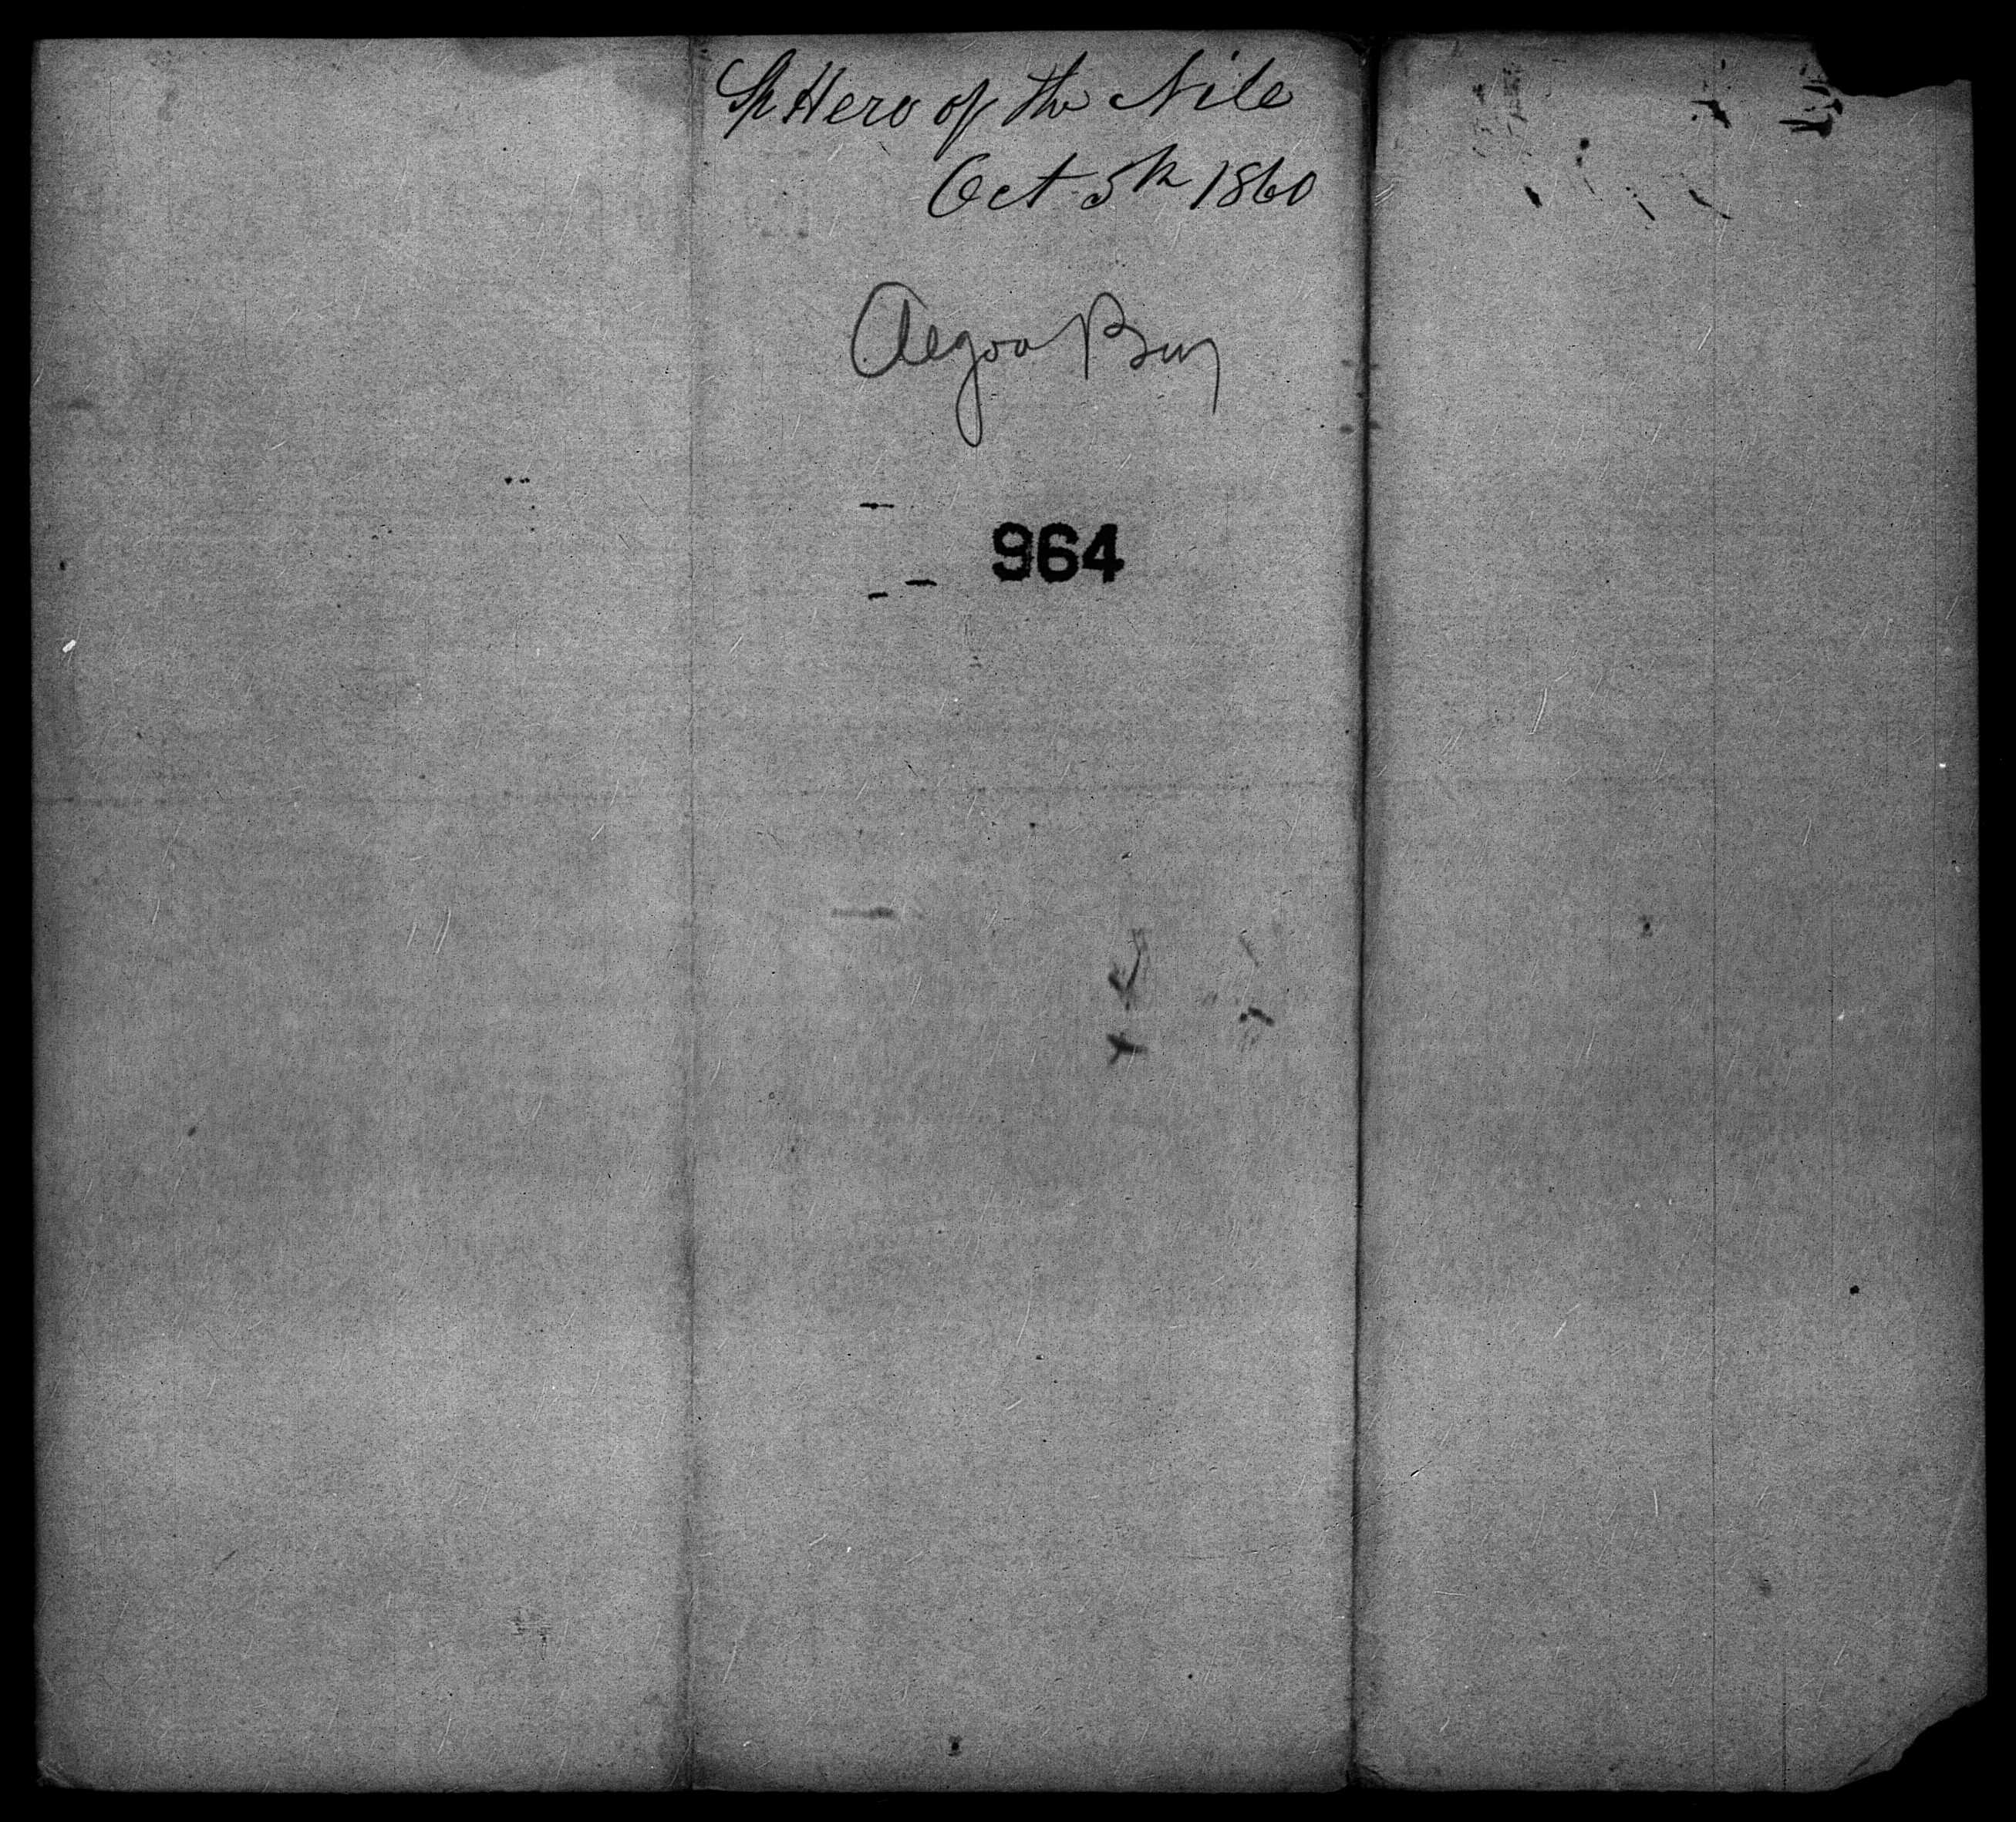 Sp Hero of the Nile
Oct 5th 1860
Algoa Bay
964